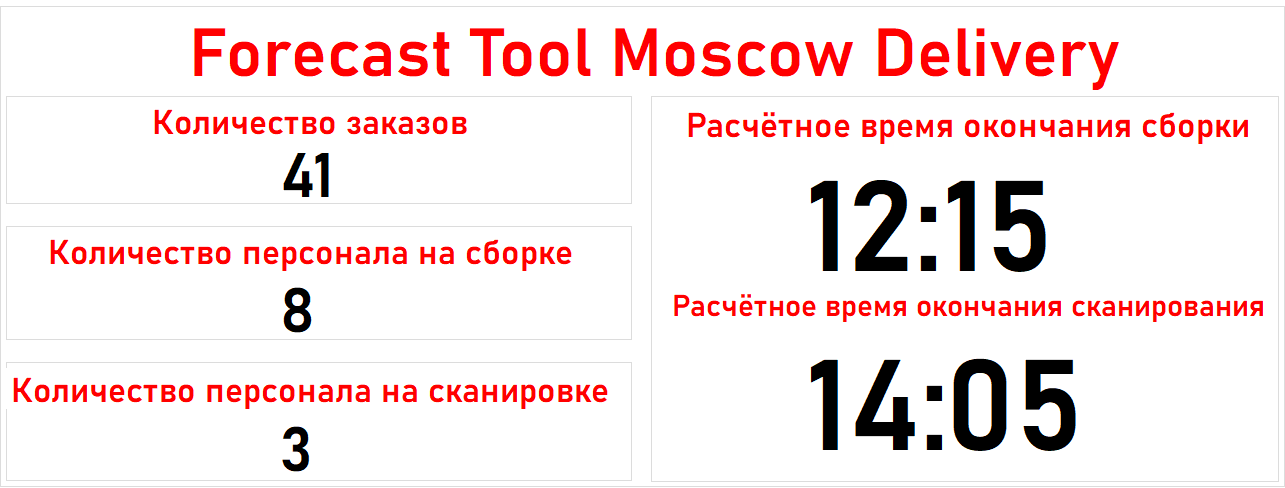 Forecast Tool Moscow Delivery
Количество заказов
41
Количество персонала на сборке
8
Количество персонала на сканировке
3
Расчётное время окончания сборки
12:15
Расчётное время окончания сканирования
14:05